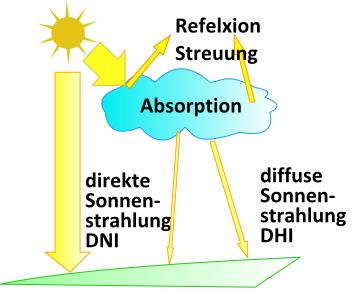 Refelxion
Streuung
Absorption
direkte
Sonnen-
strahlung
DNI
diffuse
Sonnen-
strahlung
DHI